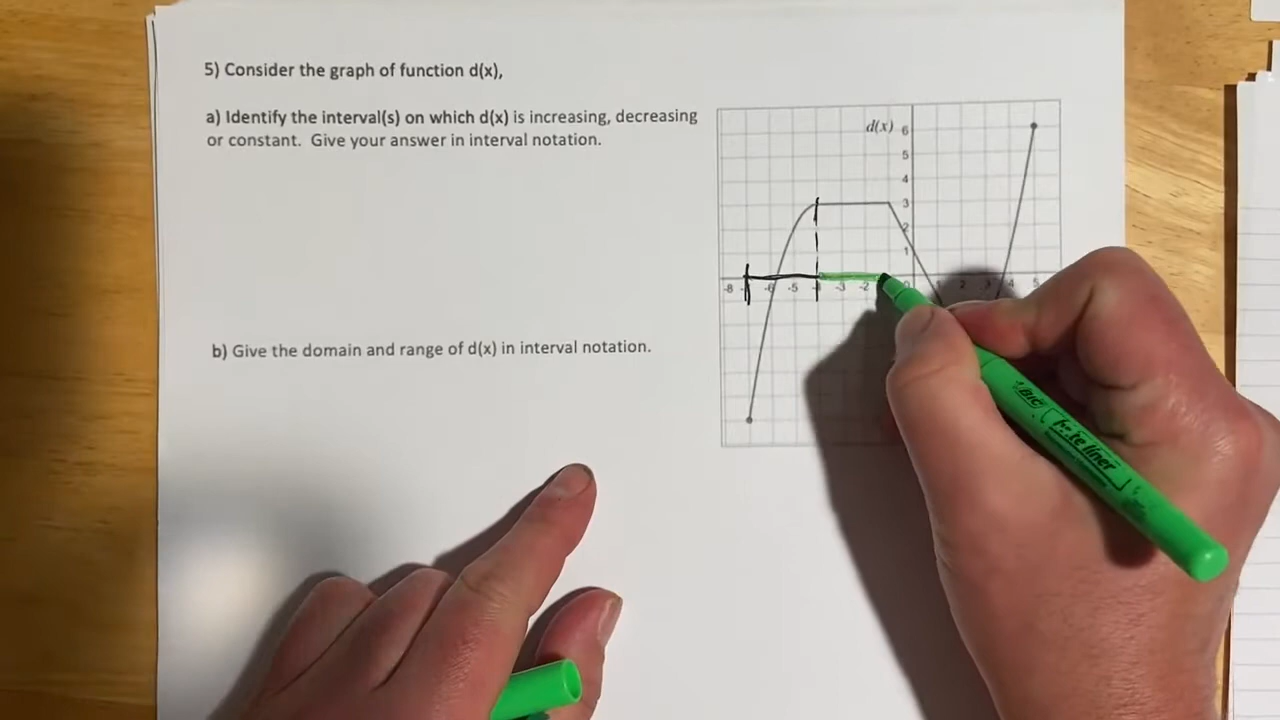 5) Consider the graph of function d(x),
a) Identify the interval(s) on which d(x) is increasing, decreasing
or constant. Give your answer in interval notation.
b) Give the domain and range of d(x) in interval notation.
d(x)
6
5
4
3
2
1
-8 -6 -5 -3 -2 0 2 3 4 5
BIC
Brite liner